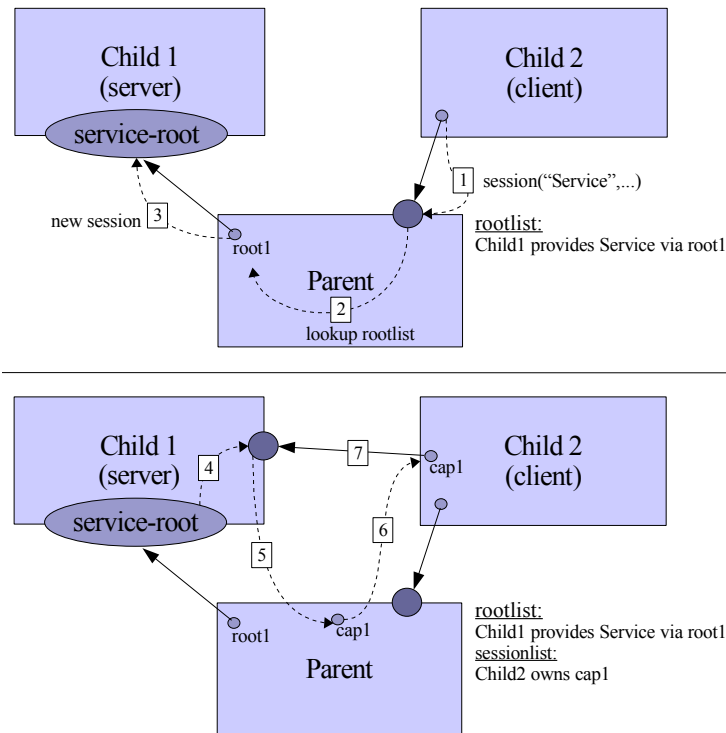 Child 1
(server)
service-root
Child 2
(client)
1
session(“Service”,...)
3
new session
root1
rootlist:
Child1 provides Service via root1
Parent
2
lookup rootlist
Child 1
(server)
service-root
4
7
Child 2
(client)
cap1
5
6
root1
cap1
Parent
rootlist:
Child1 provides Service via root1
sessionlist:
Child2 owns cap1